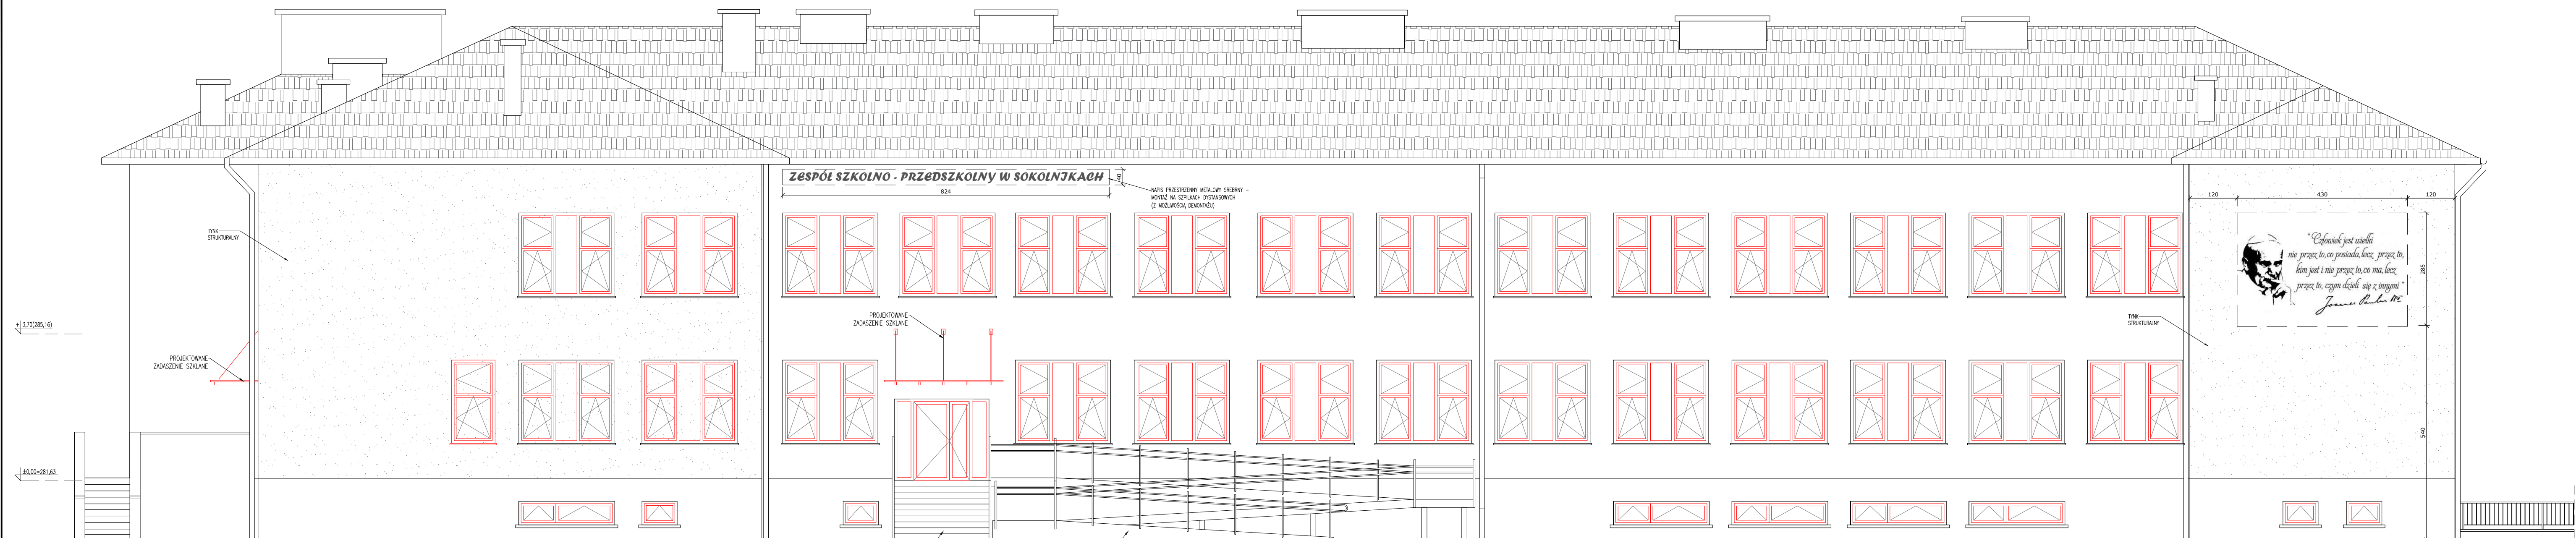 ZESPÓŁ SZKOLNO - PRZEDSZKOLNY W SOKOLNIKACH
40
824
NAPIS PRZESTRZENNY METALOWY SREBRNY –
MONTAŻ NA SZPILKACH DYSTANSOWYCH
(Z MOŻLIWOŚCIĄ DEMONTAŻU)
120
430
120
TYNK
STRUKTURALNY
" Człowiek jest wielki
nie przez to, co posiada, lecz przez to,
kim jest i nie przez to, co ma, lecz
przez to, czym dzieli się z innymi "
Joannes Paulus
285
PROJEKTOWANE
ZADASZENIE SZKLANE
TYNK
STRUKTURALNY
+ 3,70(285,16)
PROJEKTOWANE
ZADASZENIE SZKLANE
540
±0,00=281,63